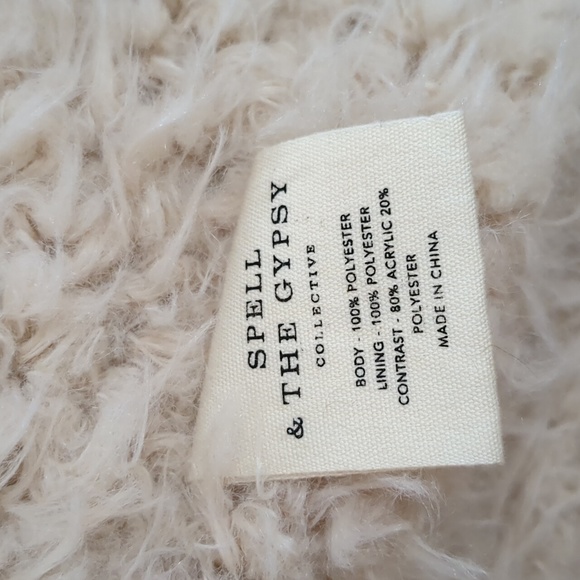 SPELL
& THE GYPSY
COLLECTIVE
BODY - 100% POLYESTER
LINING - 100% POLYESTER
CONTRAST - 80% ACRYLIC 20%
POLYESTER
MADE IN CHINA